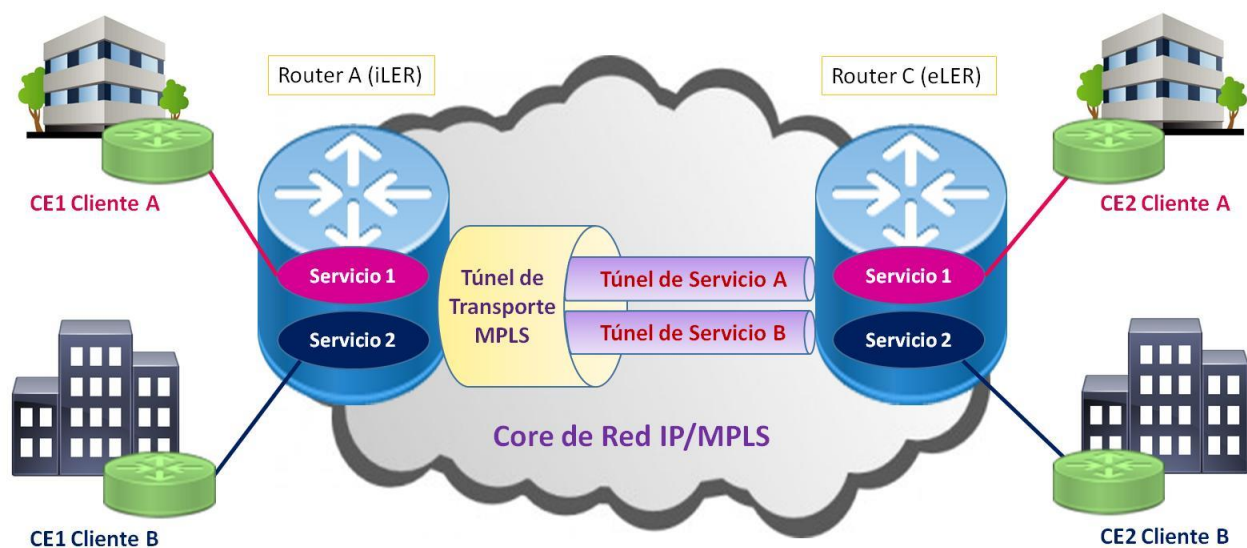 Router A (iLER)
Router C (eLER)
CE1 Cliente A
CE2 Cliente A
Servicio 1
Túnel de
Transporte
MPLS
Túnel de Servicio A
Servicio 1
Servicio 2
Túnel de Servicio B
Servicio 2
Core de Red IP/MPLS
CE1 Cliente B
CE2 Cliente B